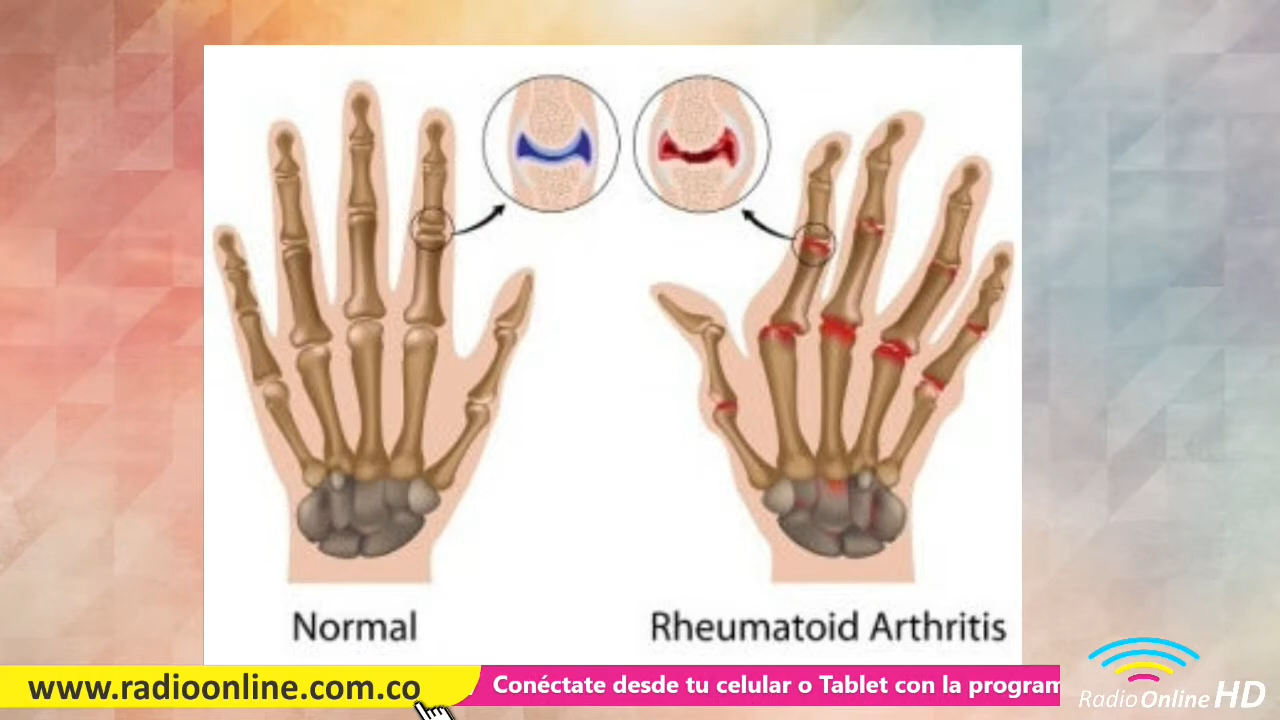 Normal
Rheumatoid Arthritis
www.radioonline.com.co
Conéctate desde tu celular o Tablet con la program
Radio Online HD